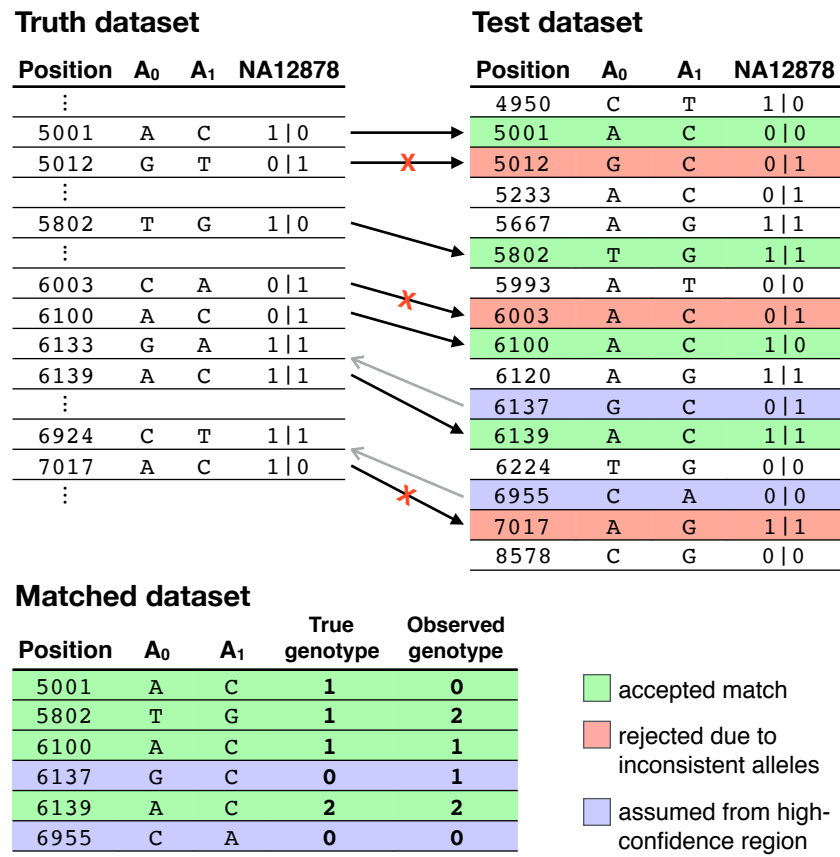 Truth dataset
Position A₀ A₁ NA12878
⋮
5001 A C 1|0
5012 G T 0|1
⋮
5802 T G 1|0
⋮
6003 C A 0|1
6100 A C 0|1
6133 G A 1|1
6139 A C 1|1
⋮
6924 C T 1|1
7017 A C 1|0
⋮
Test dataset
Position A₀ A₁ NA12878
4950 C T 1|0
5001 A C 0|0
5012 G C 0|1
5233 A C 0|1
5667 A G 1|1
5802 T G 1|1
5993 A T 0|0
6003 A C 0|1
6100 A C 1|0
6120 A G 1|1
6137 G C 0|1
6139 A C 1|1
6224 T G 0|0
6955 C A 0|0
7017 A G 1|1
8578 C G 0|0
Matched dataset
True Observed
Position A₀ A₁ genotype genotype
5001 A C 1 0
5802 T G 1 2
6100 A C 1 1
6137 G C 0 1
6139 A C 2 2
6955 C A 0 0
accepted match
rejected due to
inconsistent alleles
assumed from high-
confidence region